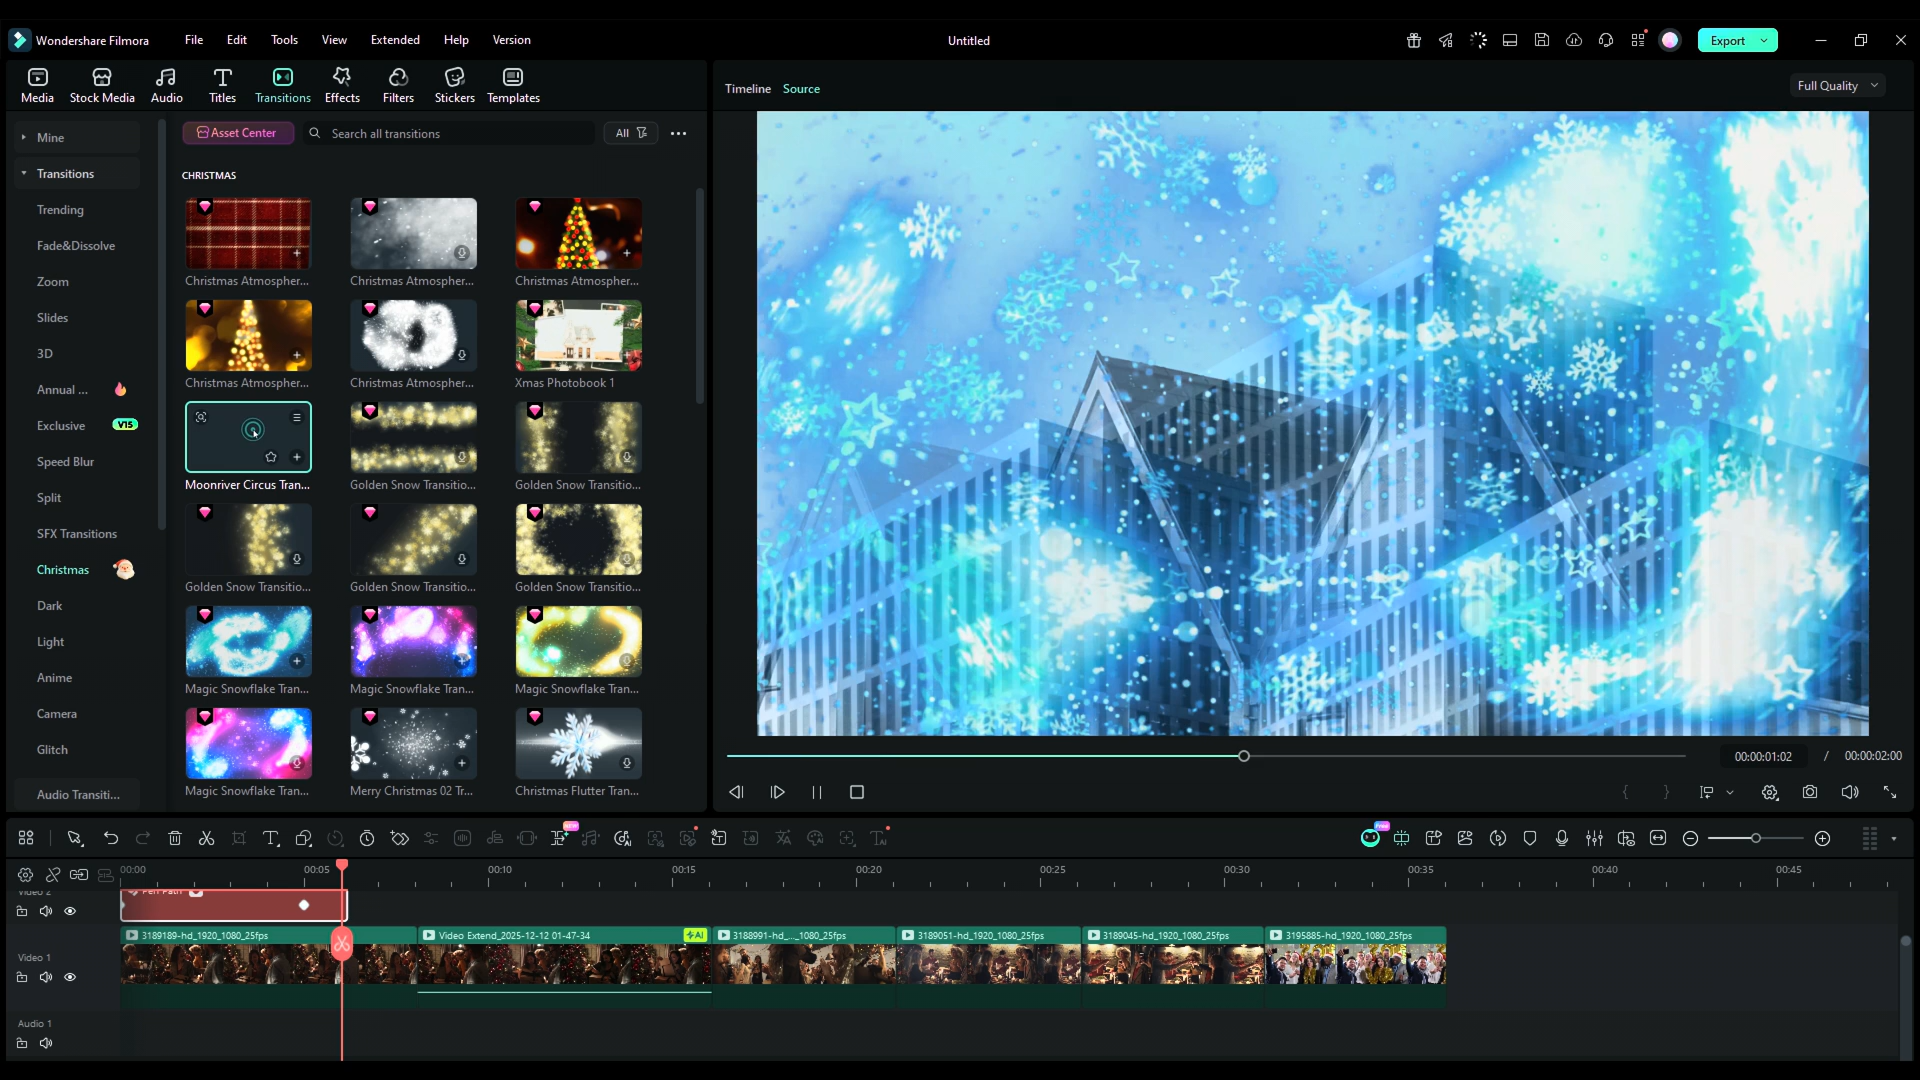 Wondershare Filmora
File Edit Tools View Extended Help Version
Untitled
Export
Media Stock Media Audio Titles Transitions Effects Filters Stickers Templates
Timeline Source
Full Quality
Mine
Transitions
Trending
Fade&Dissolve
Zoom
Slides
3D
Annual ...
Exclusive V15
Speed Blur
Split
SFX Transitions
Christmas
Dark
Light
Anime
Camera
Glitch
Audio Transiti...
Asset Center
Search all transitions
All
CHRISTMAS
Christmas Atmospher... Christmas Atmospher... Christmas Atmospher...
Christmas Atmospher... Christmas Atmospher... Xmas Photobook 1
Moonriver Circus Tran... Golden Snow Transitio... Golden Snow Transitio...
Golden Snow Transitio... Golden Snow Transitio... Golden Snow Transitio...
Magic Snowflake Tran... Magic Snowflake Tran... Magic Snowflake Tran...
Magic Snowflake Tran... Merry Christmas 02 Tr... Christmas Flutter Tran...
00:00:01:02 / 00:00:02:00
00:00 00:05 00:10 00:15 00:20 00:25 00:30 00:35 00:40 00:45
Video 2
Pen Path
3189189-hd_1920_1080_25fps
Video Extend_2025-12-12 01-47-34
AI
3188991-hd_..._1080_25fps
3189051-hd_1920_1080_25fps
3189045-hd_1920_1080_25fps
3195885-hd_1920_1080_25fps
Video 1
Audio 1